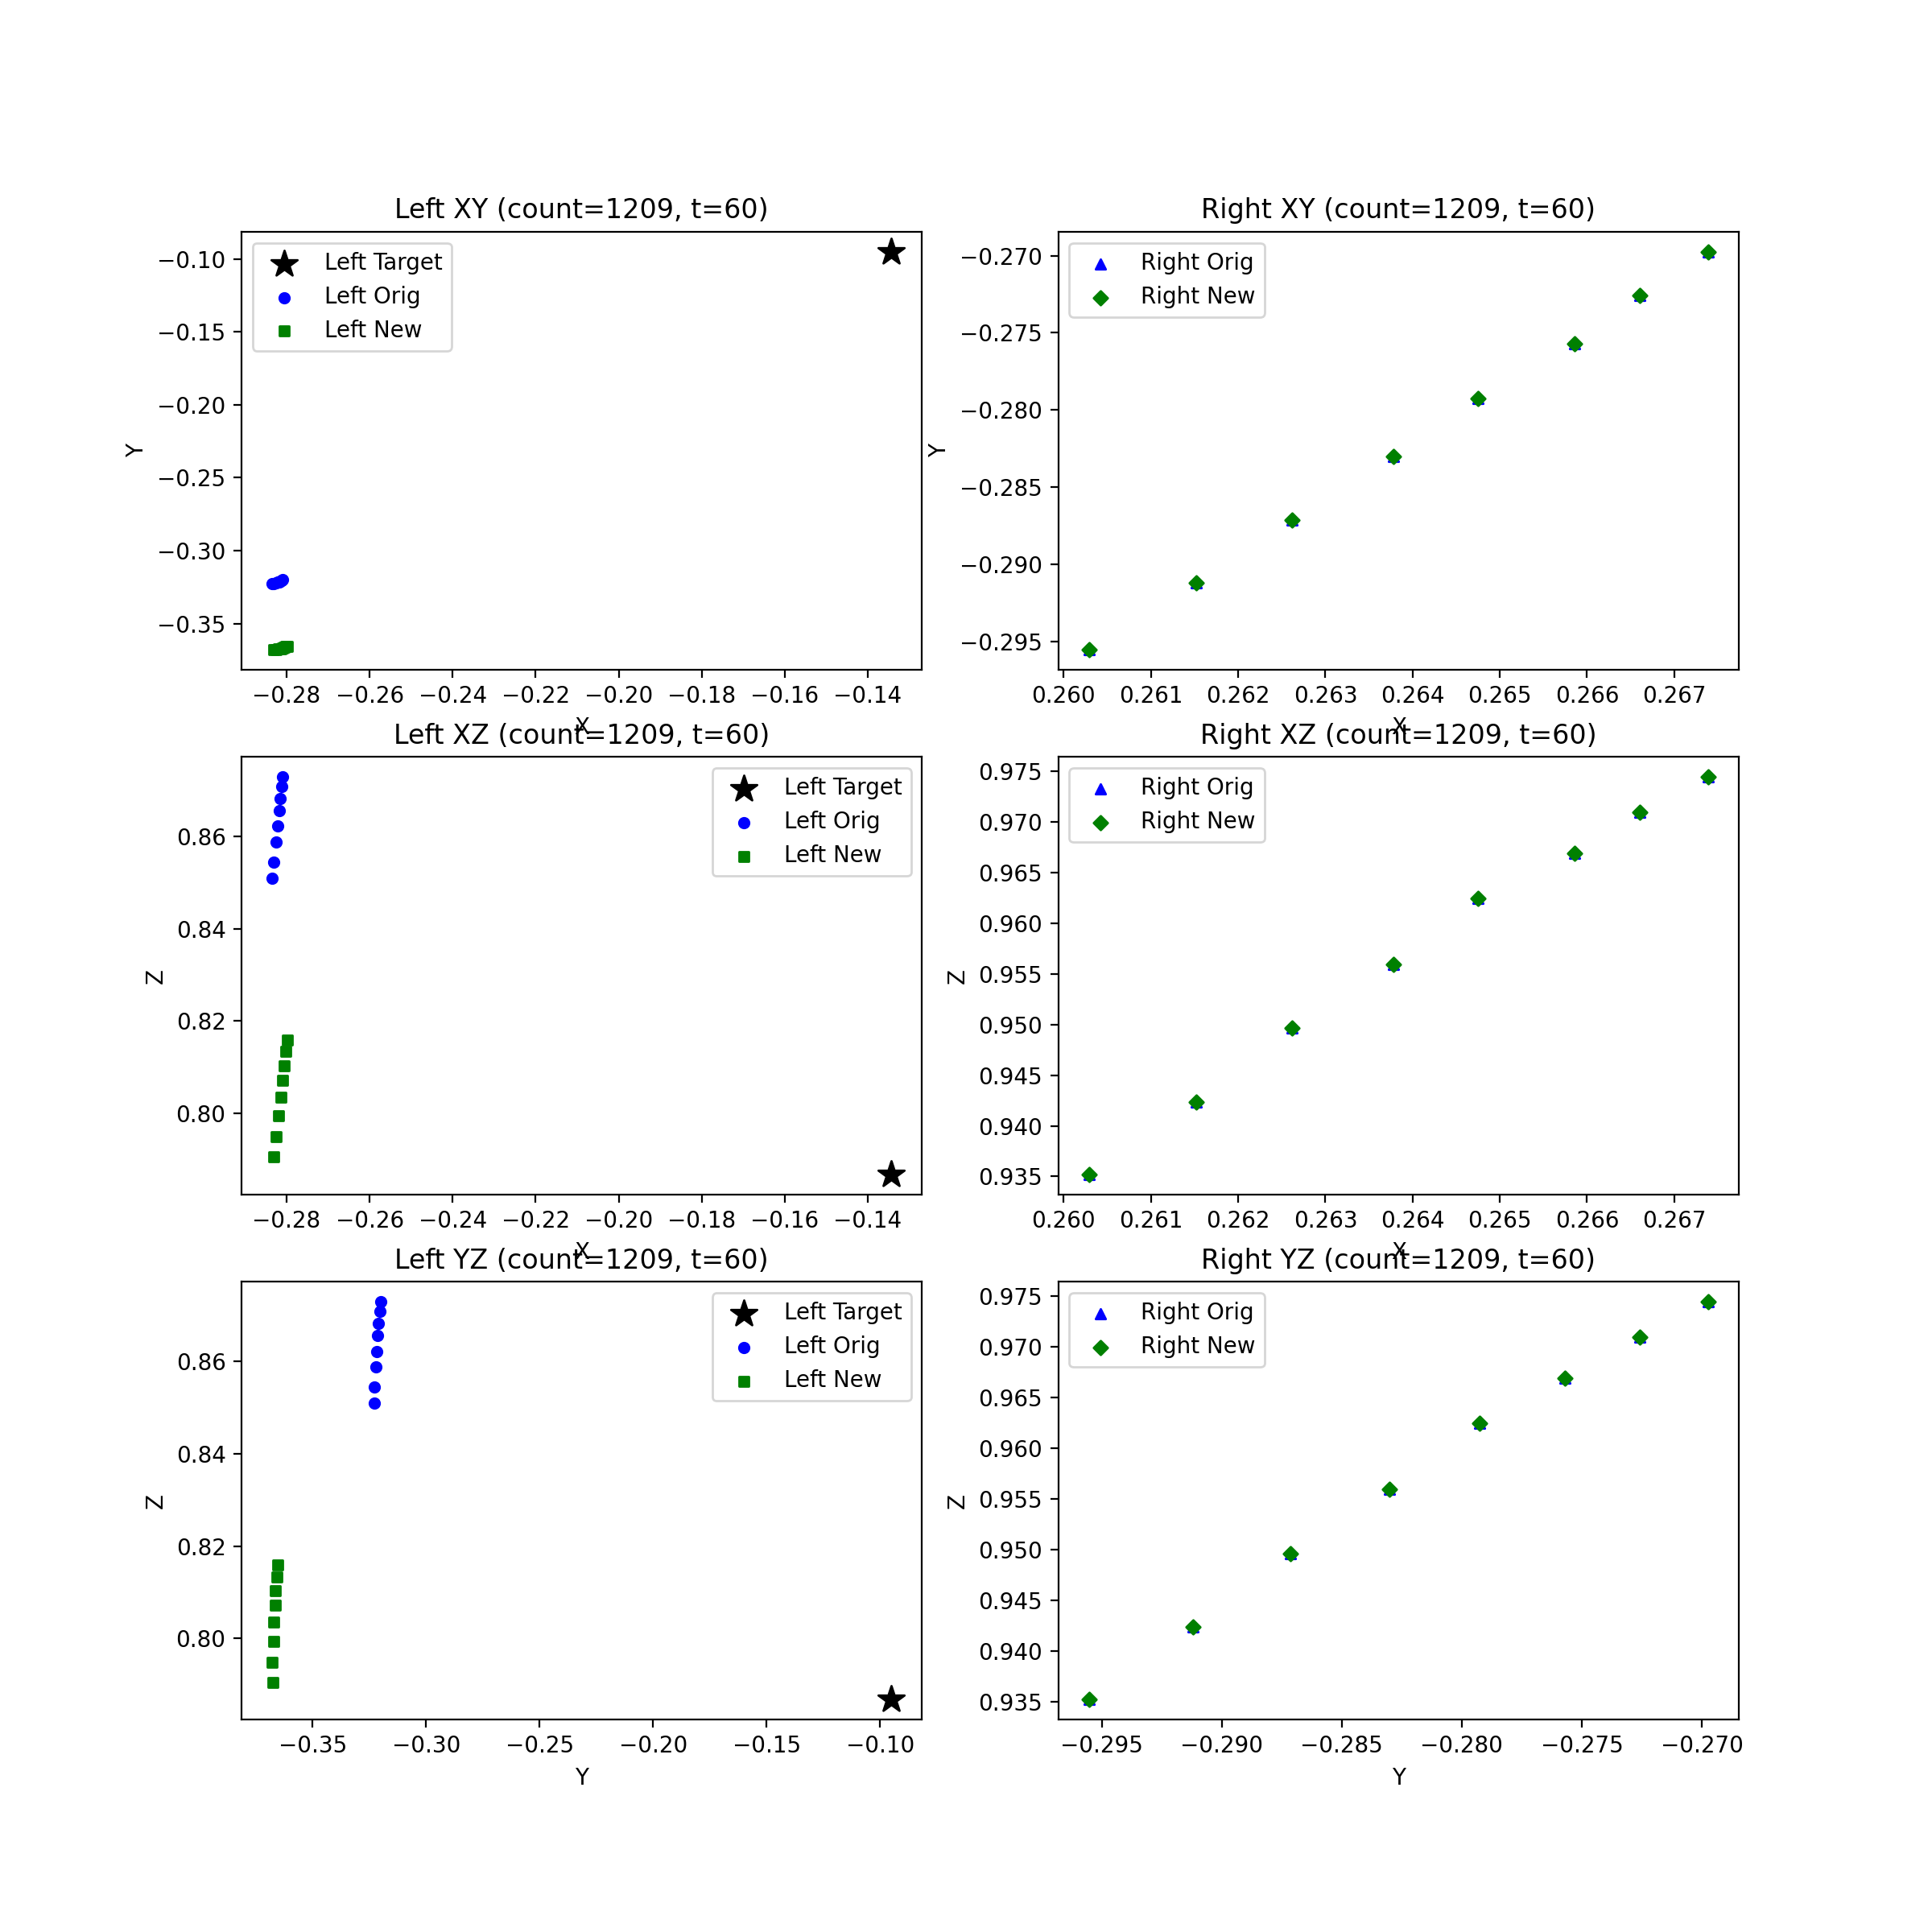 Left XY (count=1209, t=60)
Left Target
Left Orig
Left New
Y
−0.10
−0.15
−0.20
−0.25
−0.30
−0.35
−0.28 −0.26 −0.24 −0.22 −0.20 −0.18 −0.16 −0.14
X
Right XY (count=1209, t=60)
Right Orig
Right New
Y
−0.270
−0.275
−0.280
−0.285
−0.290
−0.295
0.260 0.261 0.262 0.263 0.264 0.265 0.266 0.267
X
Left XZ (count=1209, t=60)
Left Target
Left Orig
Left New
Z
0.86
0.84
0.82
0.80
−0.28 −0.26 −0.24 −0.22 −0.20 −0.18 −0.16 −0.14
X
Right XZ (count=1209, t=60)
Right Orig
Right New
Z
0.975
0.970
0.965
0.960
0.955
0.950
0.945
0.940
0.935
0.260 0.261 0.262 0.263 0.264 0.265 0.266 0.267
X
Left YZ (count=1209, t=60)
Left Target
Left Orig
Left New
Z
0.86
0.84
0.82
0.80
−0.35 −0.30 −0.25 −0.20 −0.15 −0.10
Y
Right YZ (count=1209, t=60)
Right Orig
Right New
Z
0.975
0.970
0.965
0.960
0.955
0.950
0.945
0.940
0.935
−0.295 −0.290 −0.285 −0.280 −0.275 −0.270
Y